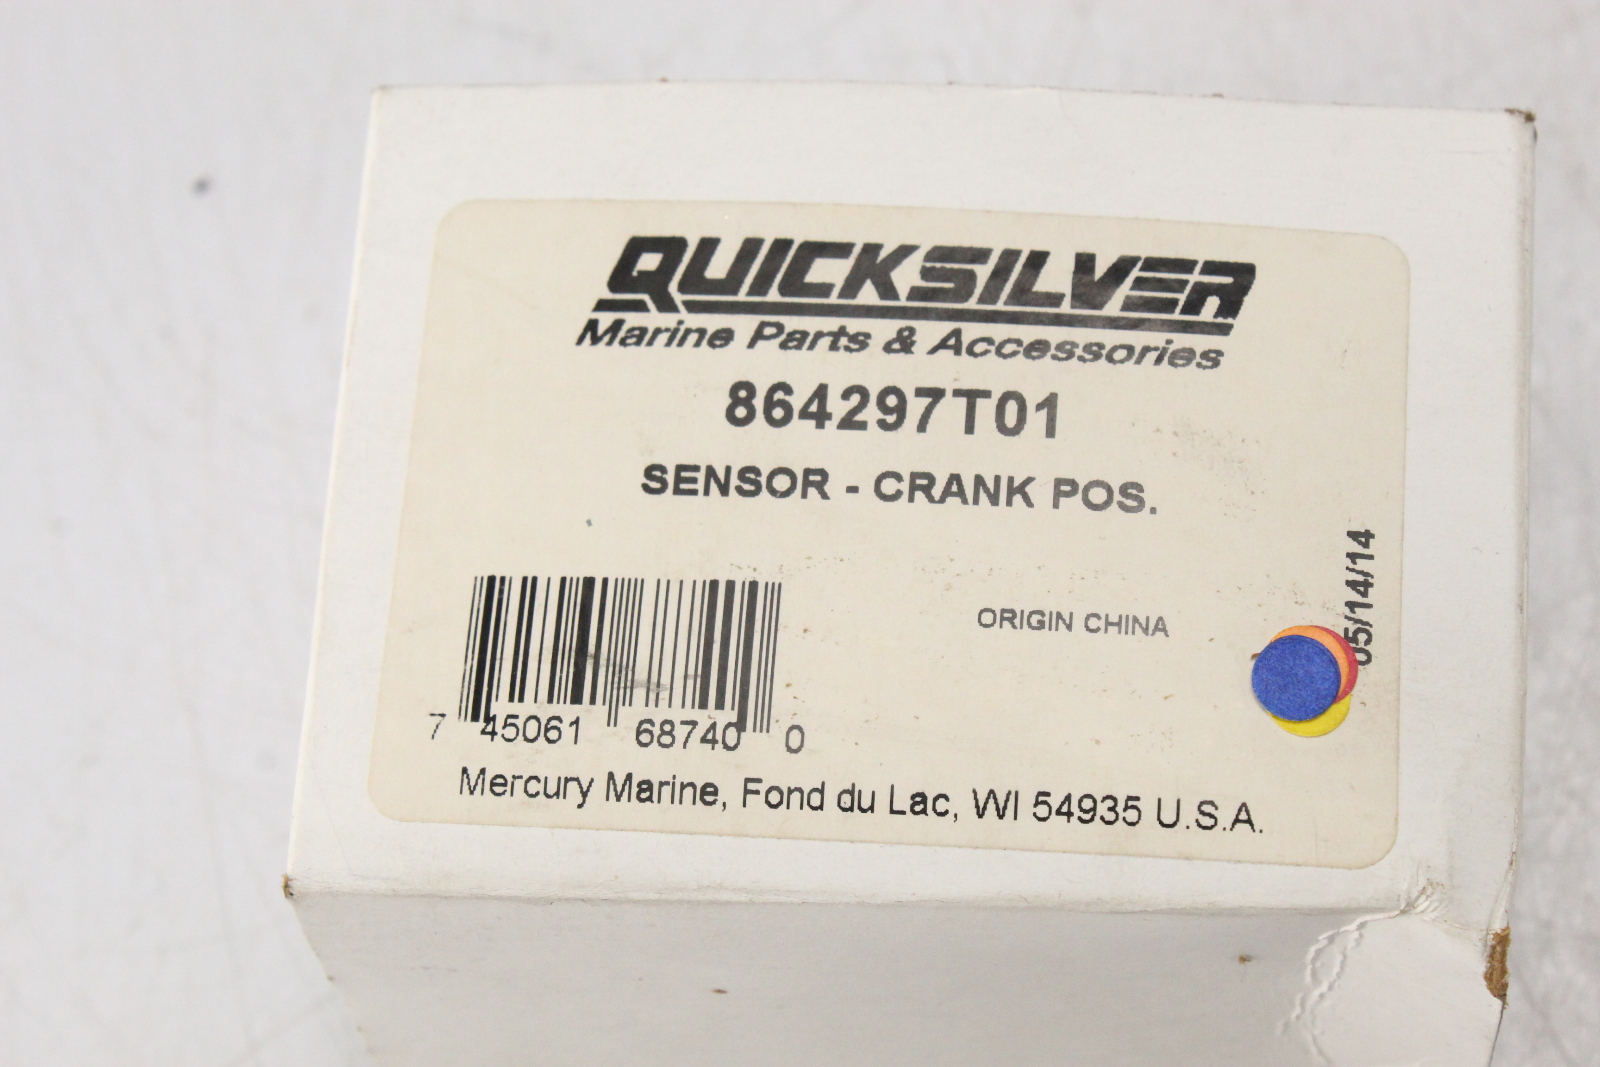 QUICKSILVER
Marine Parts & Accessories
864297T01
SENSOR - CRANK POS.
05/14/14
ORIGIN CHINA
7 45061 68740 0
Mercury Marine, Fond du Lac, WI 54935 U.S.A.